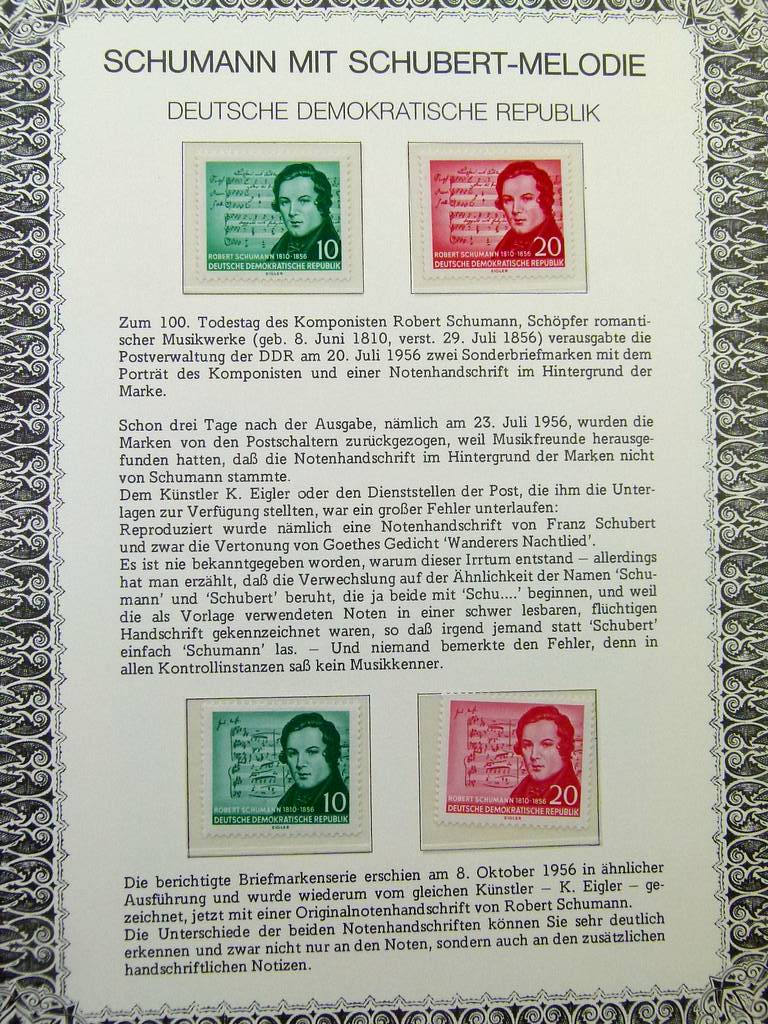 SCHUMANN MIT SCHUBERT-MELODIE
DEUTSCHE DEMOKRATISCHE REPUBLIK
10
ROBERT SCHUMANN 1810-1856
DEUTSCHE DEMOKRATISCHE REPUBLIK
EIGLER
20
ROBERT SCHUMANN 1810-1856
DEUTSCHE DEMOKRATISCHE REPUBLIK
EIGLER
Zum 100. Todestag des Komponisten Robert Schumann, Schöpfer romanti-
scher Musikwerke (geb. 8. Juni 1810, verst. 29. Juli 1856) verausgabte die
Postverwaltung der DDR am 20. Juli 1956 zwei Sonderbriefmarken mit dem
Porträt des Komponisten und einer Notenhandschrift im Hintergrund der
Marke.
Schon drei Tage nach der Ausgabe, nämlich am 23. Juli 1956, wurden die
Marken von den Postschaltern zurückgezogen, weil Musikfreunde herausge-
funden hatten, daß die Notenhandschrift im Hintergrund der Marken nicht
von Schumann stammte.
Dem Künstler K. Eigler oder den Dienststellen der Post, die ihm die Unter-
lagen zur Verfügung stellten, war ein großer Fehler unterlaufen:
Reproduziert wurde nämlich eine Notenhandschrift von Franz Schubert
und zwar die Vertonung von Goethes Gedicht ‘Wanderers Nachtlied’.
Es ist nie bekanntgegeben worden, warum dieser Irrtum entstand – allerdings
hat man erzählt, daß die Verwechslung auf der Ähnlichkeit der Namen ‘Schu-
mann’ und ‘Schubert’ beruht, die ja beide mit ‘Schu....’ beginnen, und weil
die als Vorlage verwendeten Noten in einer schwer lesbaren, flüchtigen
Handschrift gekennzeichnet waren, so daß irgend jemand statt ‘Schubert’
einfach ‘Schumann’ las. – Und niemand bemerkte den Fehler, denn in
allen Kontrollinstanzen saß kein Musikkenner.
10
ROBERT SCHUMANN 1810-1856
DEUTSCHE DEMOKRATISCHE REPUBLIK
EIGLER
20
ROBERT SCHUMANN 1810-1856
DEUTSCHE DEMOKRATISCHE REPUBLIK
EIGLER
Die berichtigte Briefmarkenserie erschien am 8. Oktober 1956 in ähnlicher
Ausführung und wurde wiederum vom gleichen Künstler – K. Eigler – ge-
zeichnet, jetzt mit einer Originalnotenhandschrift von Robert Schumann.
Die Unterschiede der beiden Notenhandschriften können Sie sehr deutlich
erkennen und zwar nicht nur an den Noten, sondern auch an den zusätzlichen
handschriftlichen Notizen.